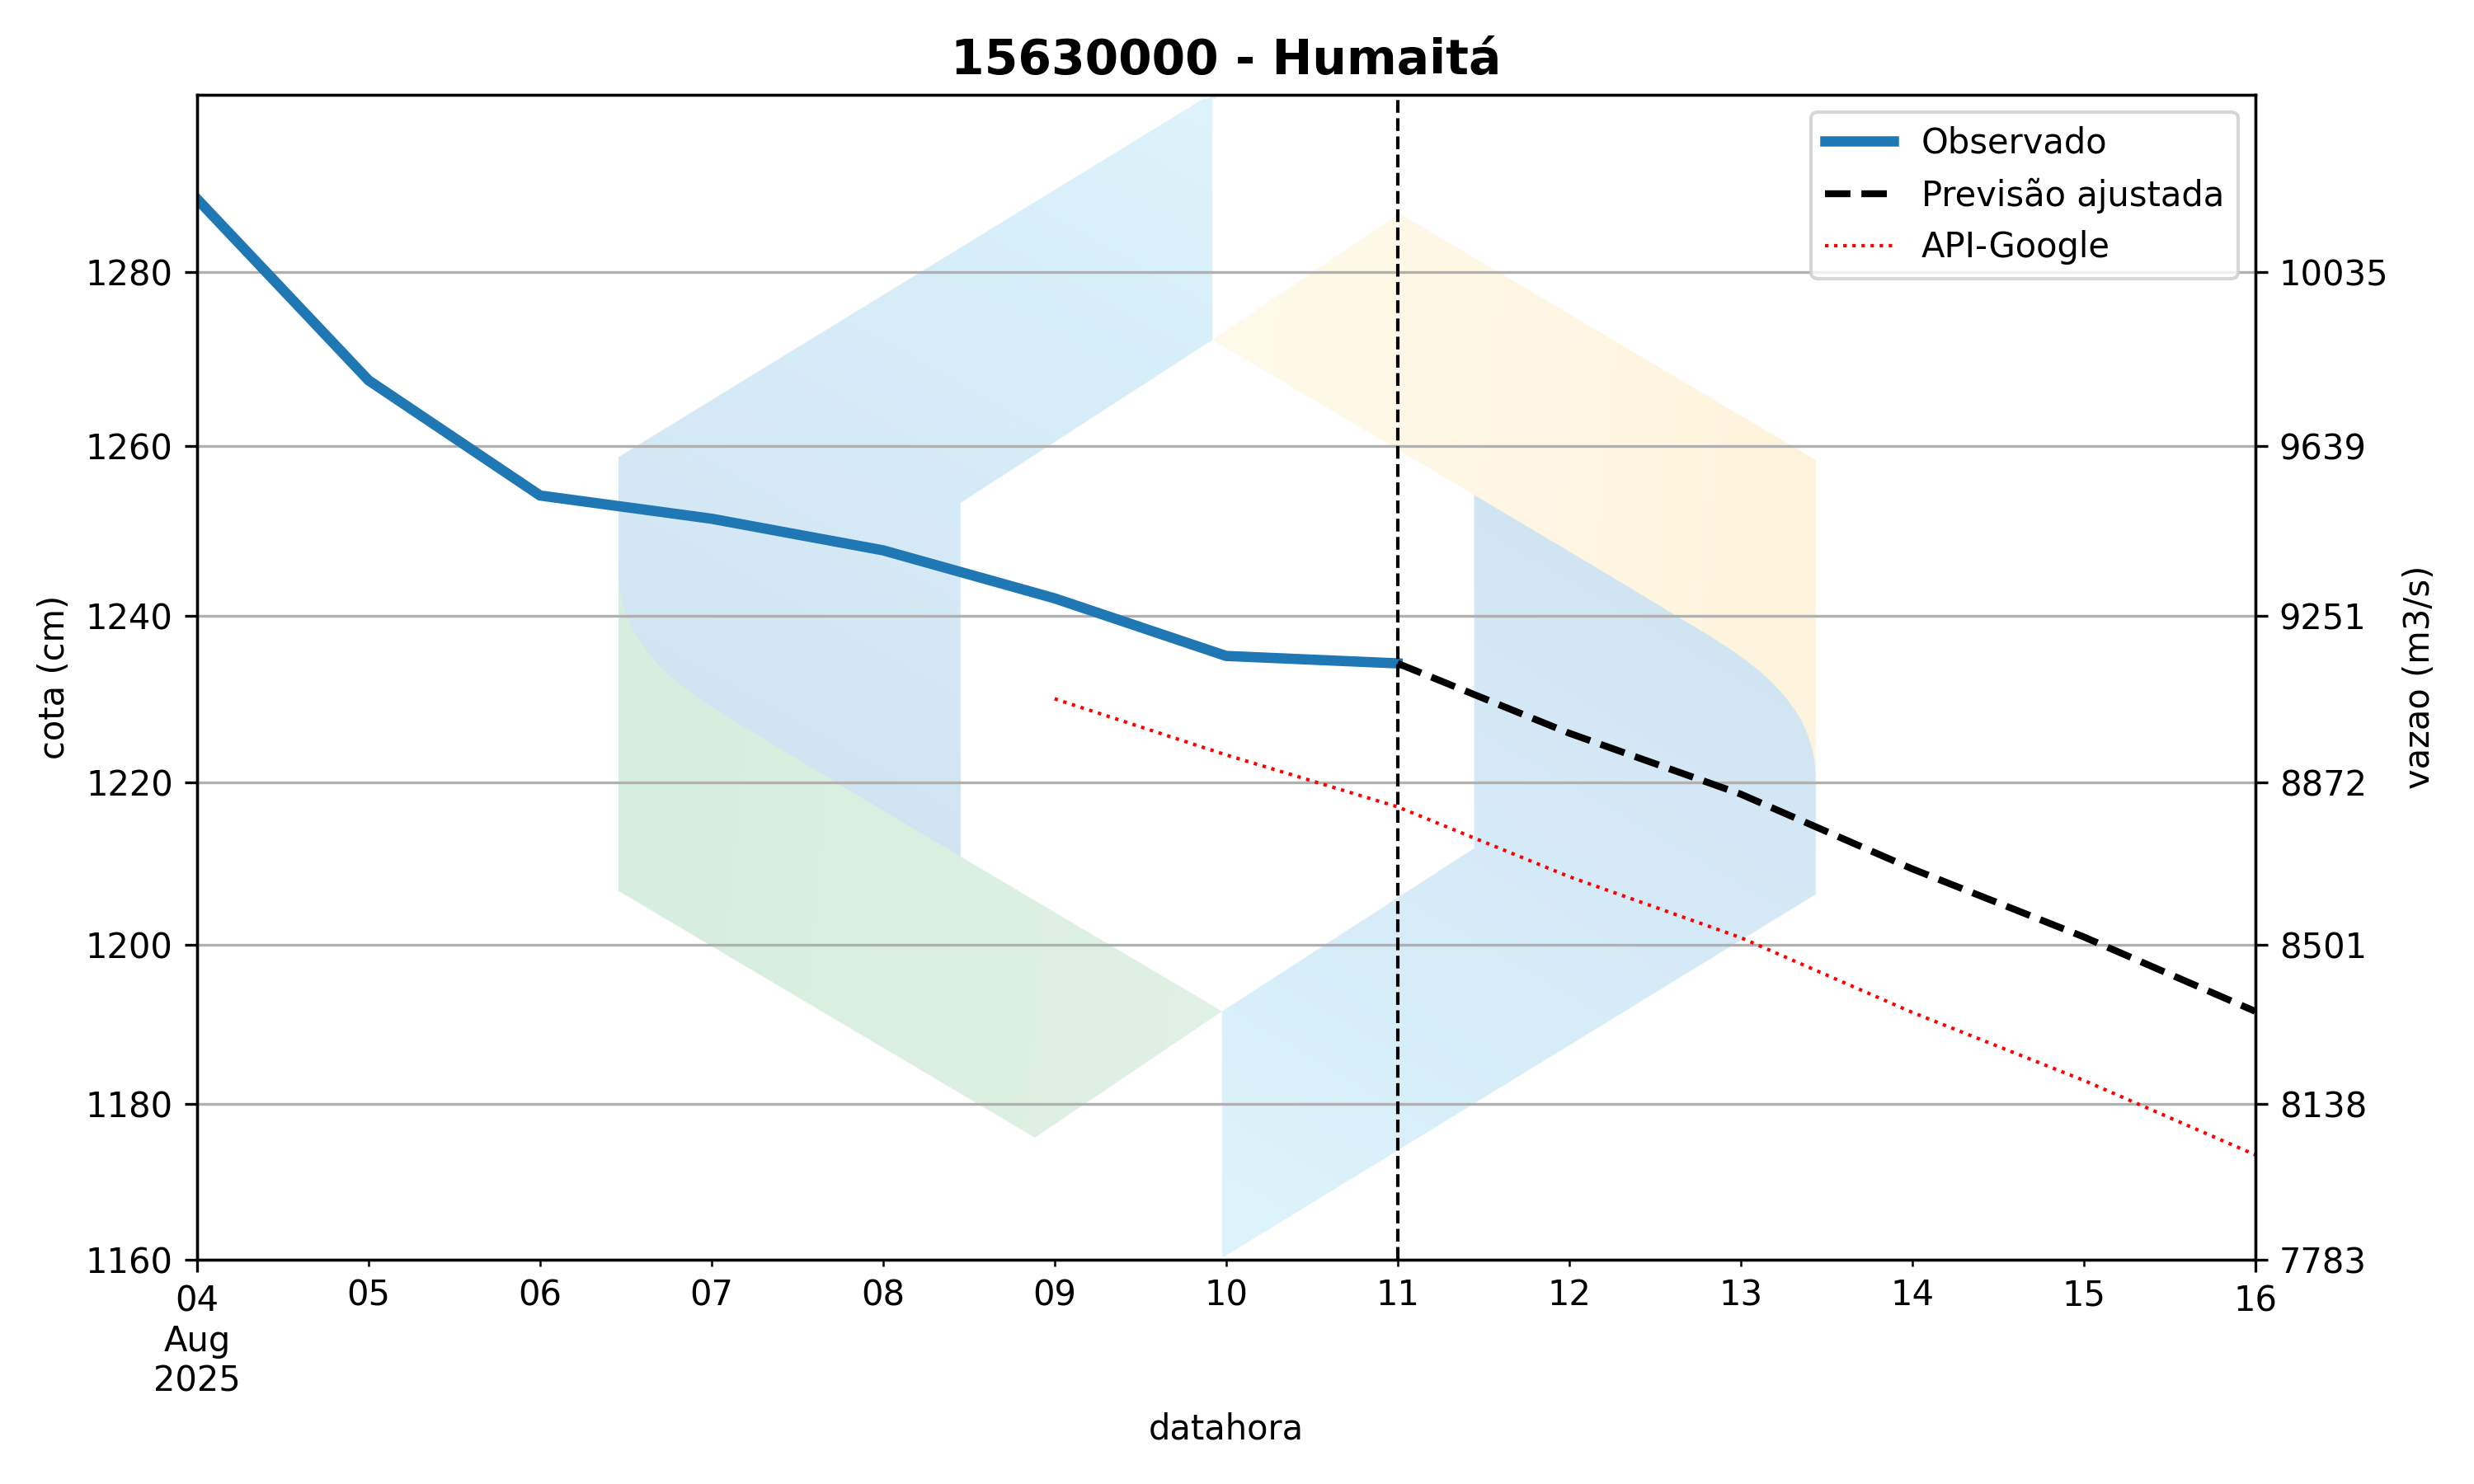 15630000 - Humaitá
Observado
Previsão ajustada
API-Google
1280
1260
1240
1220
1200
1180
1160
cota (cm)
10035
9639
9251
8872
8501
8138
7783
vazao (m3/s)
04 05 06 07 08 09 10 11 12 13 14 15 16
Aug
2025
datahora